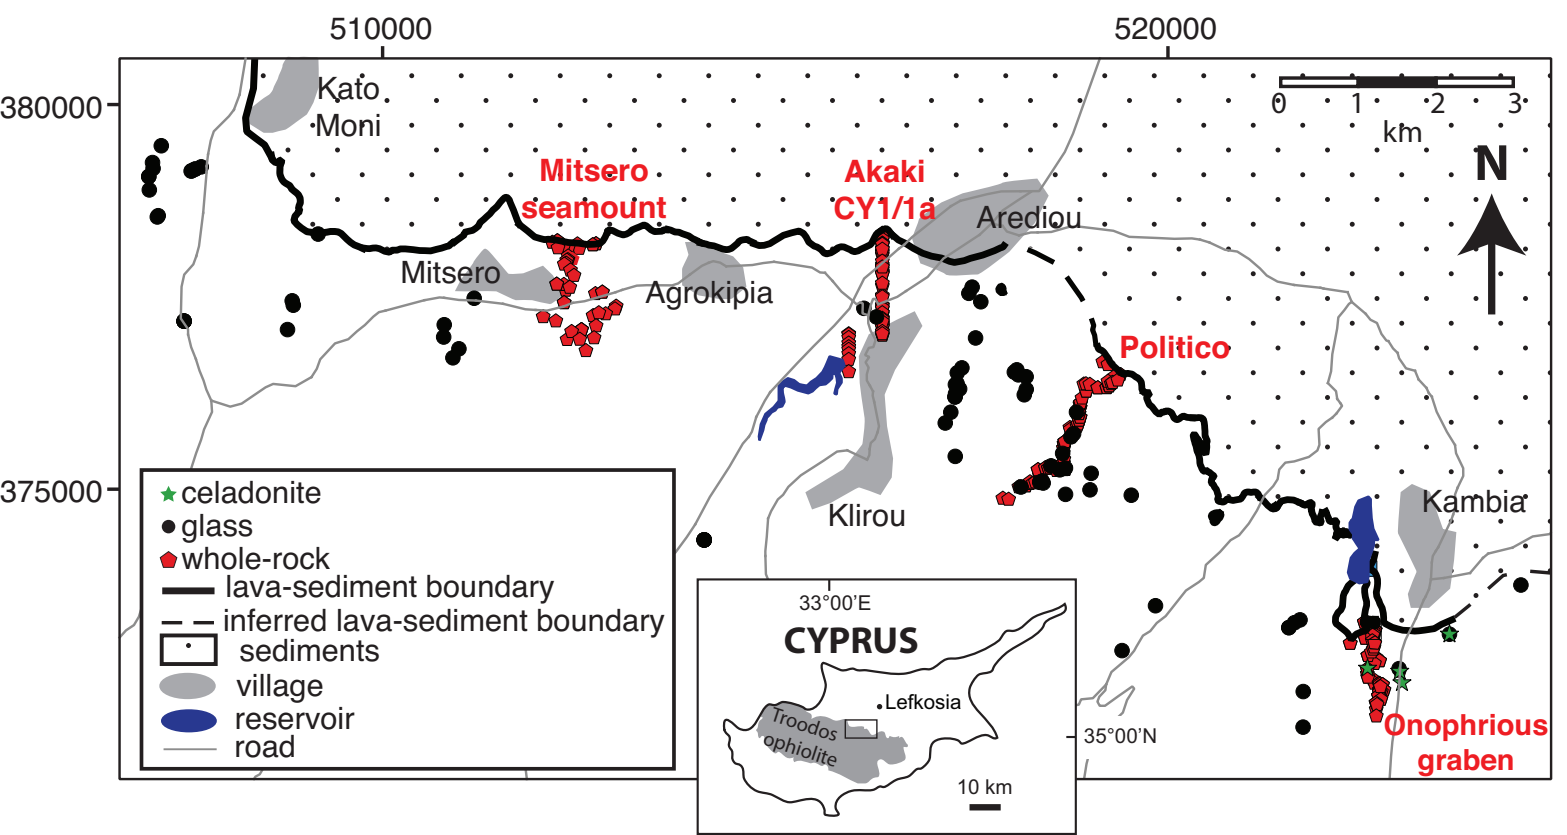 510000
520000
380000
375000
Kato
Moni
Mitsero
seamount
Akaki
CY1/1a
Arediou
0 1 2 3
km
N
Mitsero
Agrokipia
Politico
Klirou
Kambia
Onophrious
graben
celadonite
glass
whole-rock
lava-sediment boundary
inferred lava-sediment boundary
sediments
village
reservoir
road
33°00'E
CYPRUS
Lefkosia
Troodos
ophiolite
35°00'N
10 km